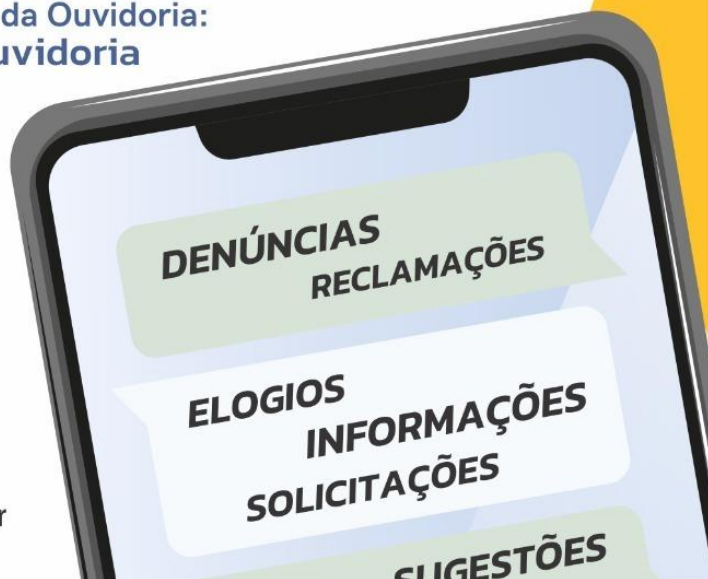 da Ouvidoria:
uvidoria
DENÚNCIAS
RECLAMAÇÕES
ELOGIOS
INFORMAÇÕES
SOLICITAÇÕES
r
SUGESTÕES